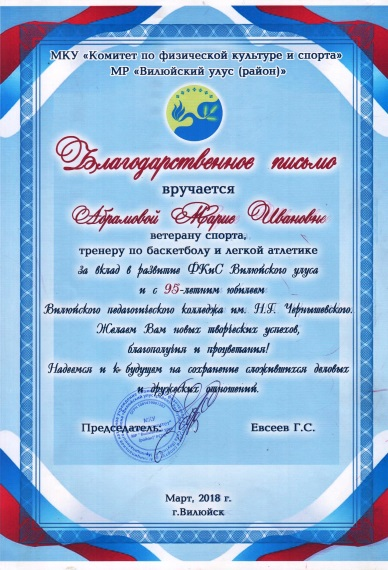 МКУ «Комитет по физической культуре и спорта»
МР «Вилюйский улус (район)»
Благодарственное письмо
вручается
Абрамовой Марие Ивановне
ветерану спорта,
тренеру по баскетболу и легкой атлетике
за вклад в развитие ФКиС Вилюйского улуса
и с 95-летним юбилеем
Вилюйского педагогического колледжа им. Н.Г. Чернышевского.
Желаем Вам новых творческих успехов,
благополучия и процветания!
Надеемся и к будущем на сохранение сложившихся деловых
и дружеских отношений.
Председатель: Евсеев Г.С.
Март, 2018 г.
г.Вилюйск